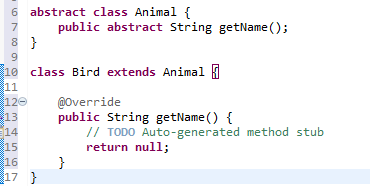 6 abstract class Animal {
7     public abstract String getName();
8 }
9
10 class Bird extends Animal {
11
12     @Override
13     public String getName() {
14         // TODO Auto-generated method stub
15         return null;
16     }
17 }